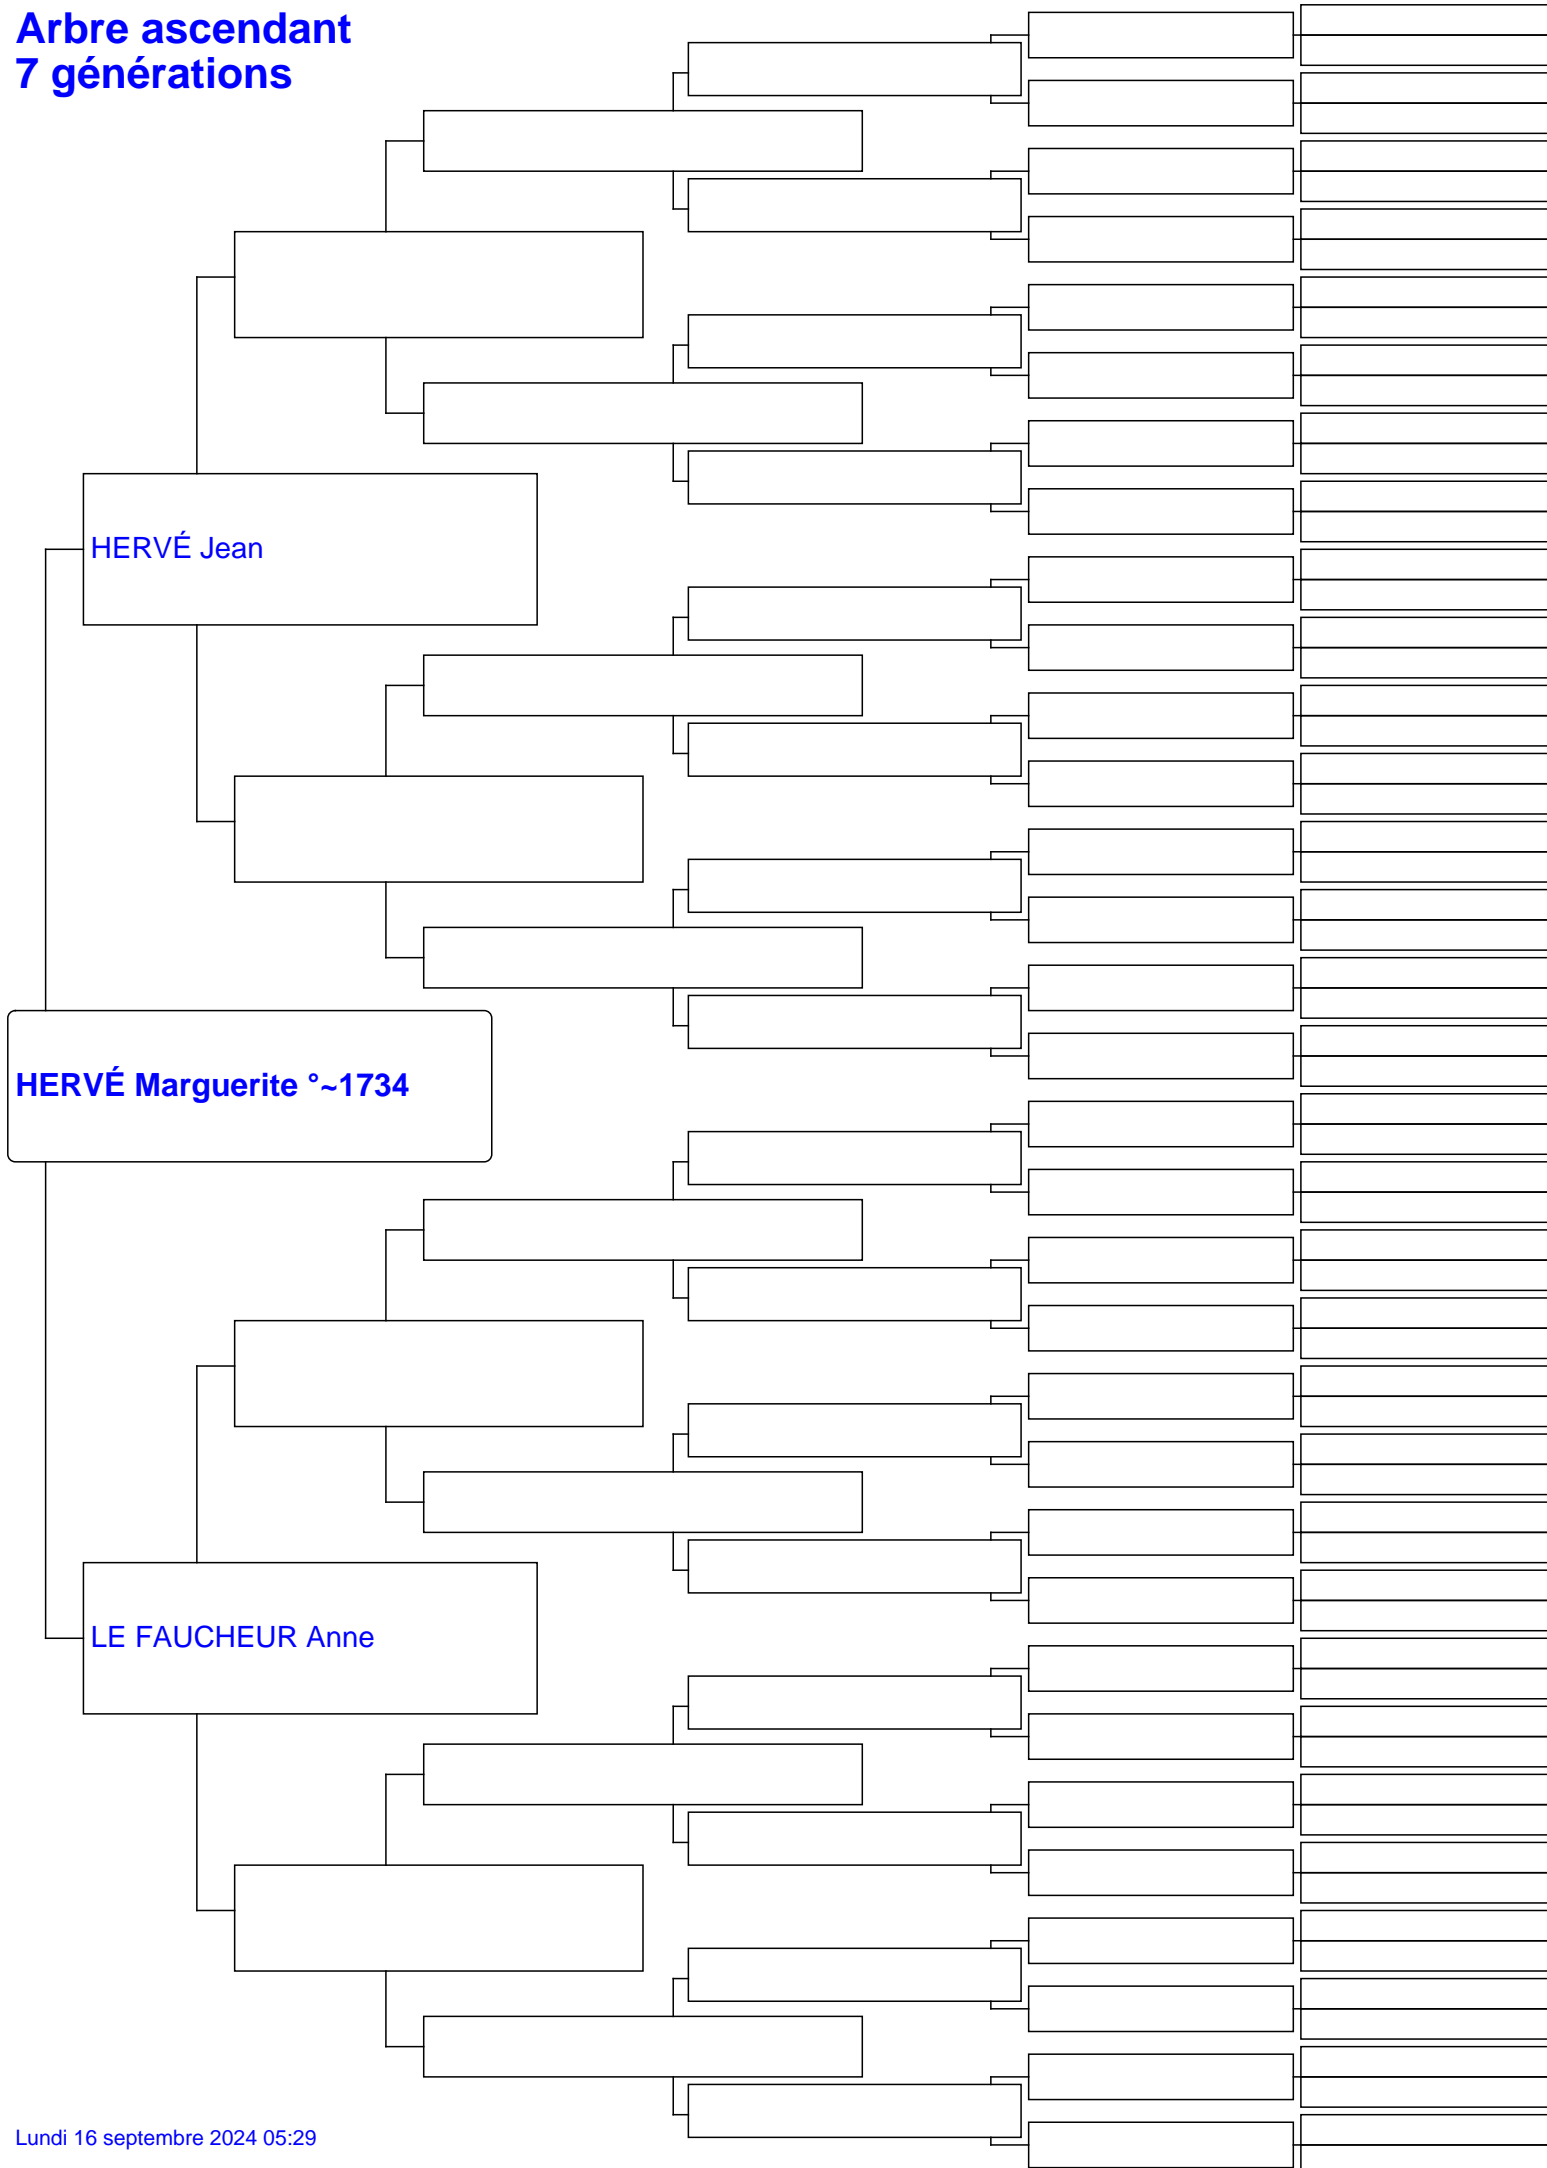 Arbre ascendant
7 générations
HERVÉ Jean
HERVÉ Marguerite °~1734
LE FAUCHEUR Anne
Lundi 16 septembre 2024 05:29